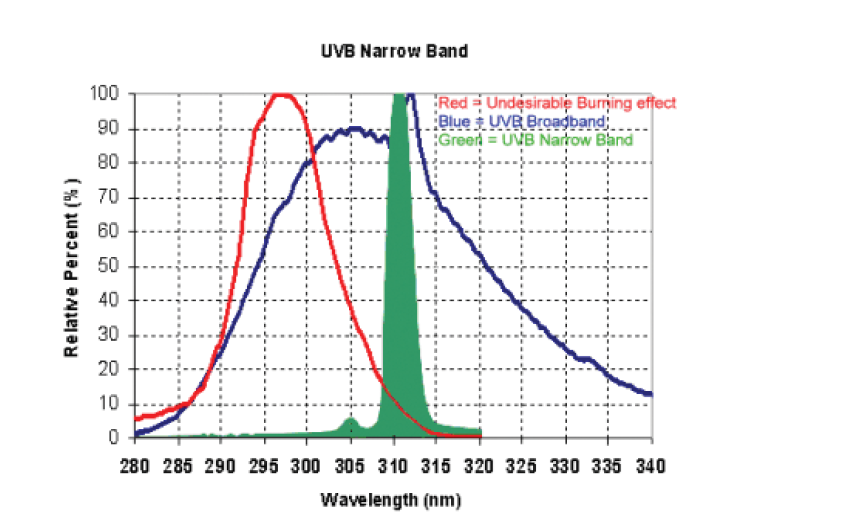 UVB Narrow Band
Red = Undesirable Burning effect
Blue = UVB Broadband
Green = UVB Narrow Band
Relative Percent (%)
100
90
80
70
60
50
40
30
20
10
0
280 285 290 295 300 305 310 315 320 325 330 335 340
Wavelength (nm)